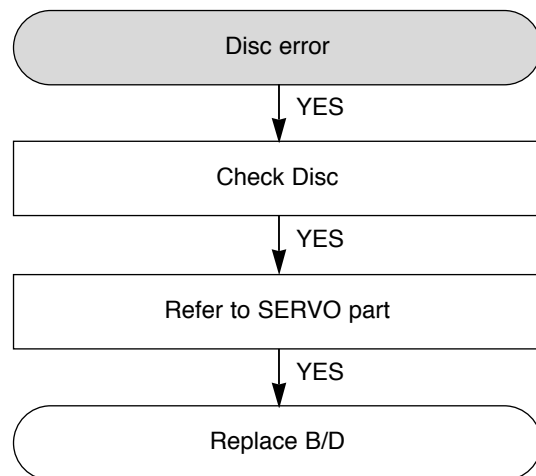 Disc error
YES
Check Disc
YES
Refer to SERVO part
YES
Replace B/D